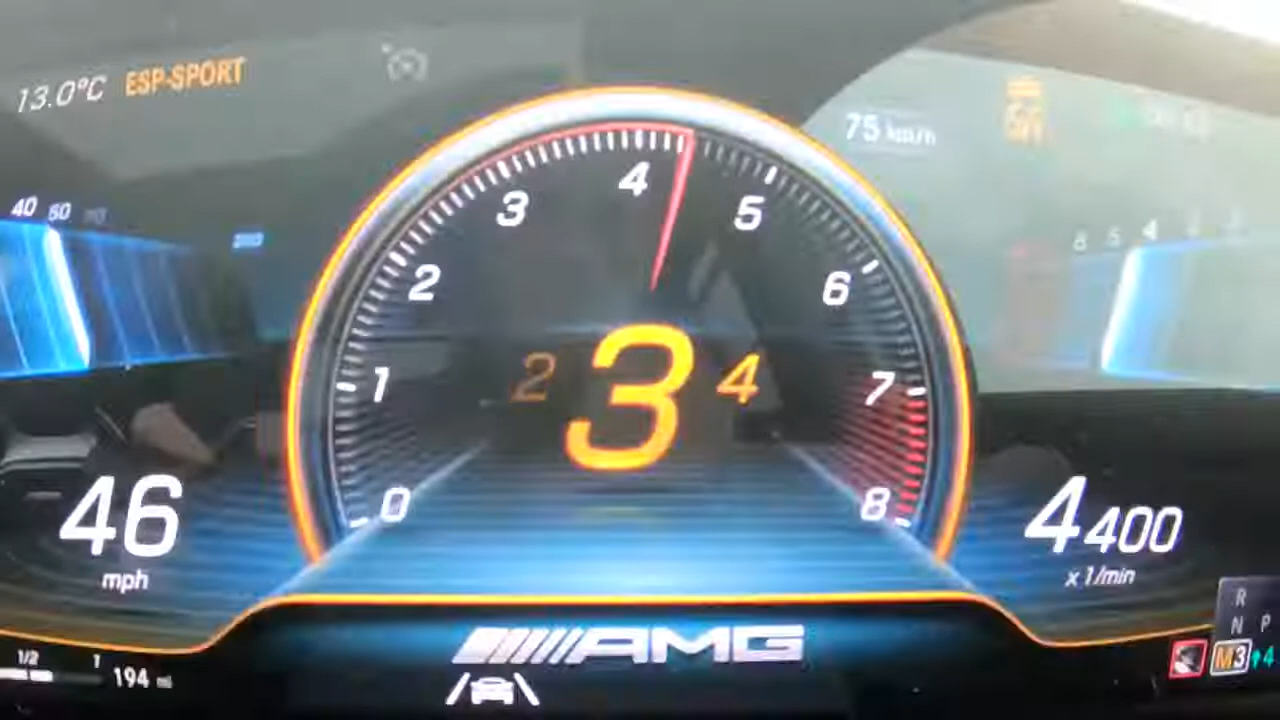 13.0°C ESP-SPORT
75 km/h
40 60
4
3 5
2 6
1 7
0 8
2 3 4
46
mph
4400
x 1/min
AMG
1/2 1 194 mi
R
N P
M3 4